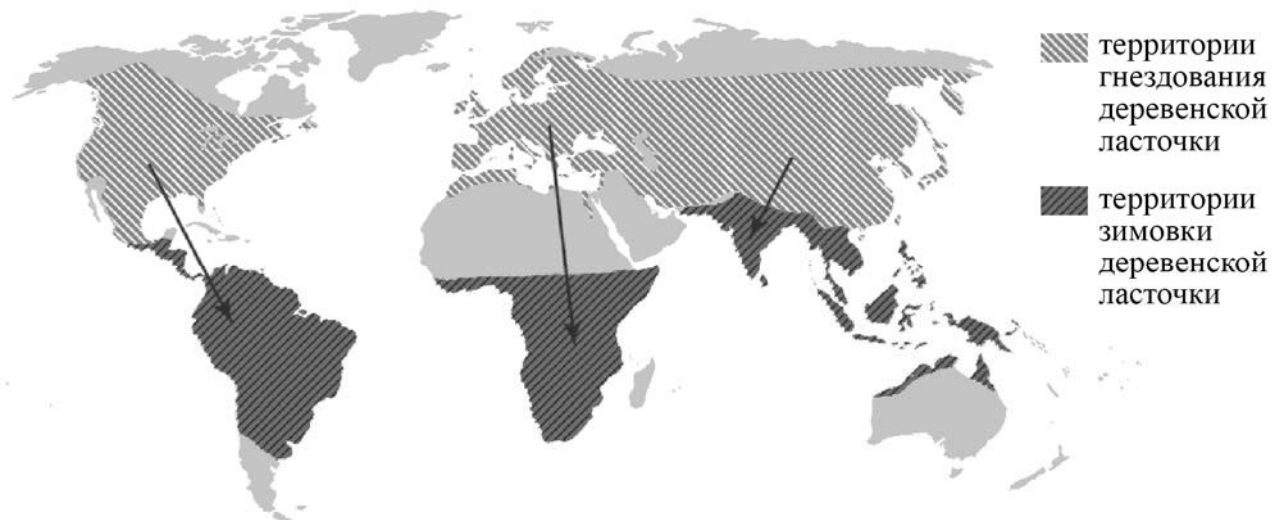 территории
гнездования
деревенской
ласточки
территории
зимовки
деревенской
ласточки